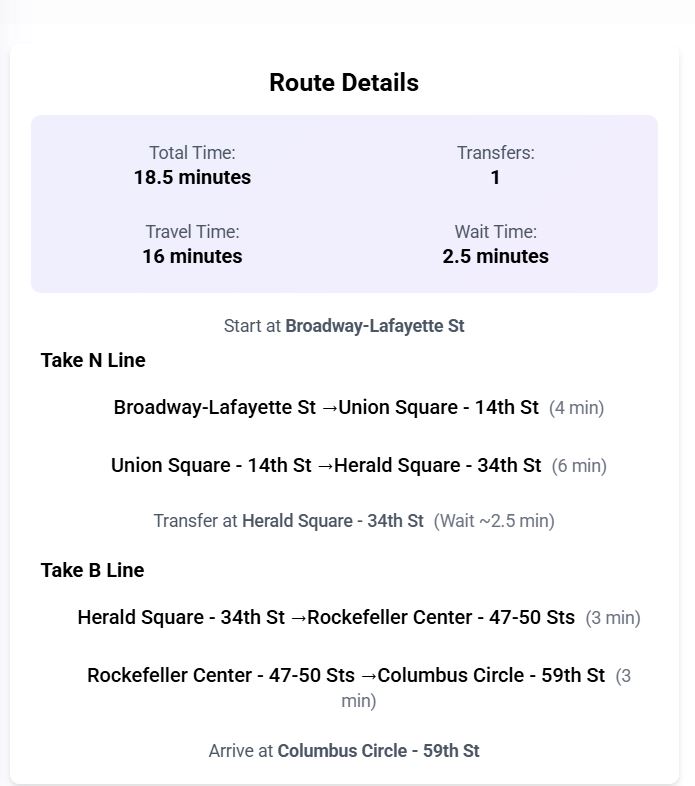 Route Details
Total Time:
18.5 minutes
Transfers:
1
Travel Time:
16 minutes
Wait Time:
2.5 minutes
Start at Broadway-Lafayette St
Take N Line
Broadway-Lafayette St →Union Square - 14th St (4 min)
Union Square - 14th St →Herald Square - 34th St (6 min)
Transfer at Herald Square - 34th St (Wait ~2.5 min)
Take B Line
Herald Square - 34th St →Rockefeller Center - 47-50 Sts (3 min)
Rockefeller Center - 47-50 Sts →Columbus Circle - 59th St (3
min)
Arrive at Columbus Circle - 59th St